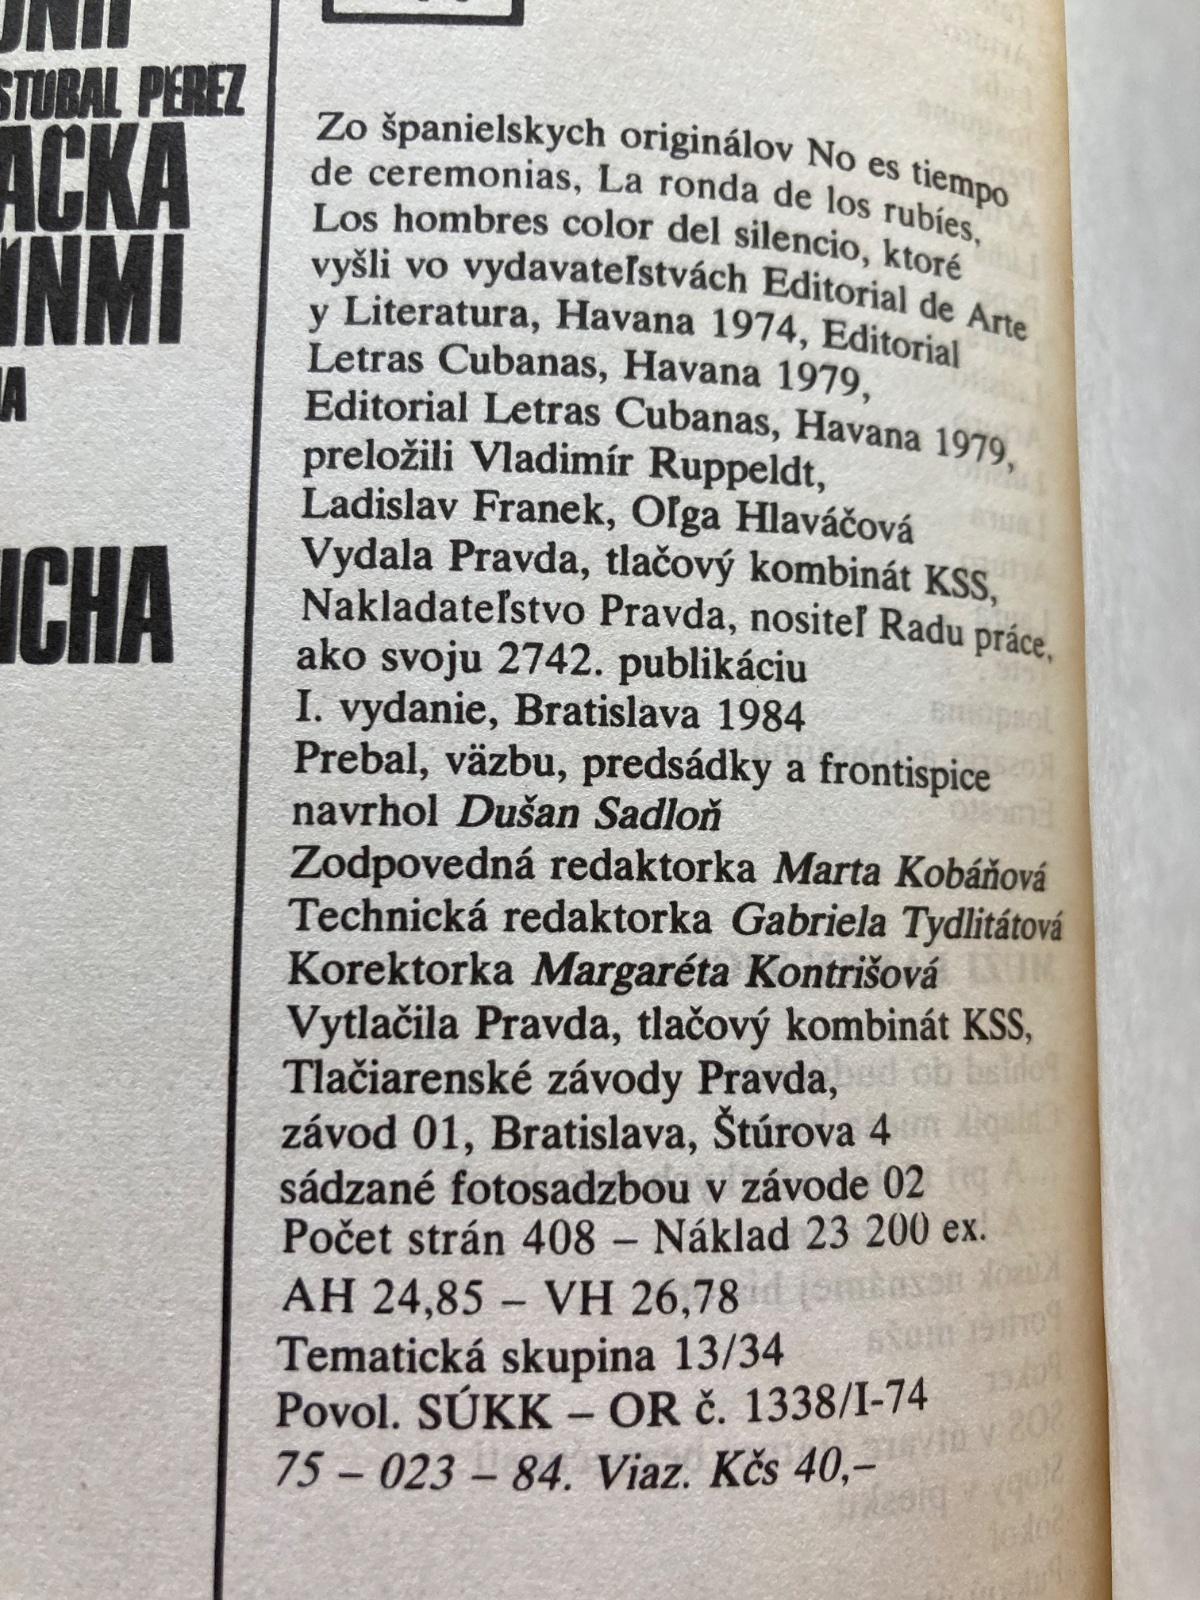 STUBAL PEREZ
Zo španielskych originálov No es tiempo
de ceremonias, La ronda de los rubíes,
Los hombres color del silencio, ktoré
vyšli vo vydavateľstvách Editorial de Arte
y Literatura, Havana 1974, Editorial
Letras Cubanas, Havana 1979,
Editorial Letras Cubanas, Havana 1979,
preložili Vladimír Ruppeldt,
Ladislav Franek, Oľga Hlaváčová
Vydala Pravda, tlačový kombinát KSS,
Nakladateľstvo Pravda, nositeľ Radu práce,
ako svoju 2742. publikáciu
I. vydanie, Bratislava 1984
Prebal, väzbu, predsádky a frontispice
navrhol Dušan Sadloň
Zodpovedná redaktorka Marta Kobáňová
Technická redaktorka Gabriela Tydlitátová
Korektorka Margaréta Kontrišová
Vytlačila Pravda, tlačový kombinát KSS,
Tlačiarenské závody Pravda,
závod 01, Bratislava, Štúrova 4
sádzané fotosadzbou v závode 02
Počet strán 408 – Náklad 23 200 ex.
AH 24,85 – VH 26,78
Tematická skupina 13/34
Povol. SÚKK – OR č. 1338/I-74
75 – 023 – 84. Viaz. Kčs 40,–